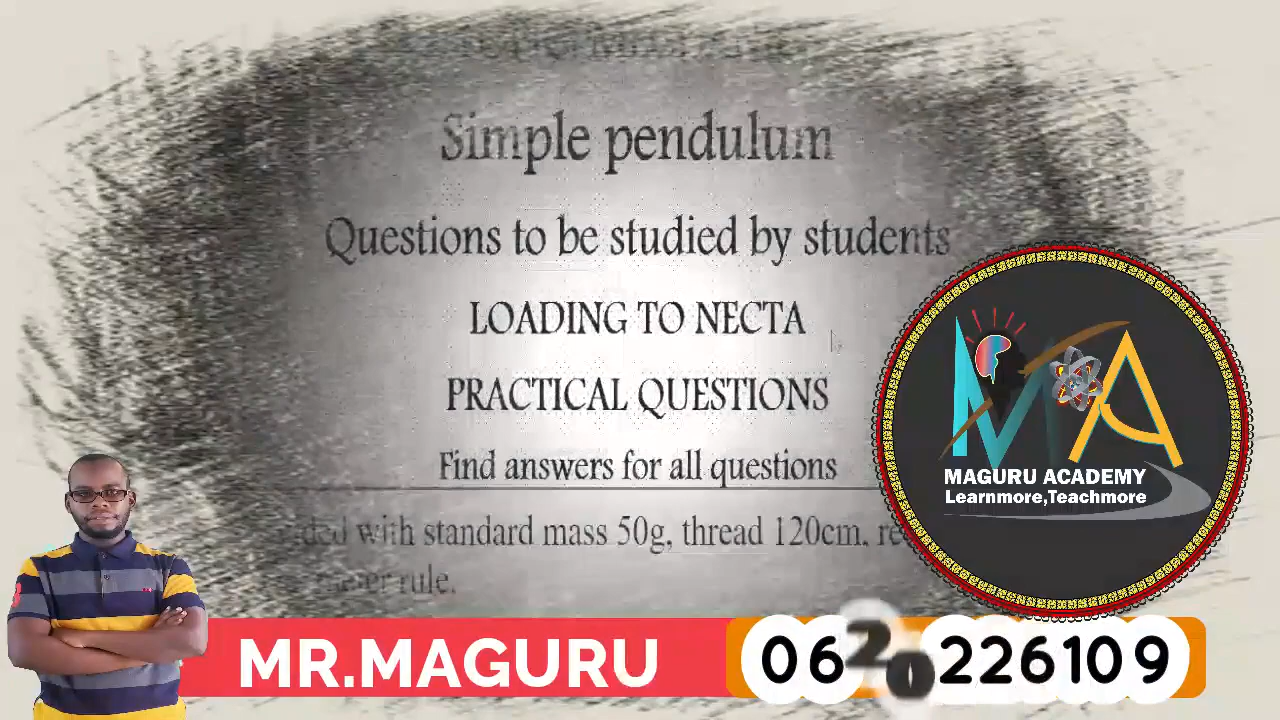 Simple pendulum
Questions to be studied by students
LOADING TO NECTA
PRACTICAL QUESTIONS
Find answers for all questions
with standard mass 50g, thread 120cm,
rule.
MAGURU ACADEMY
Learnmore,Teachmore
MR.MAGURU
0620226109